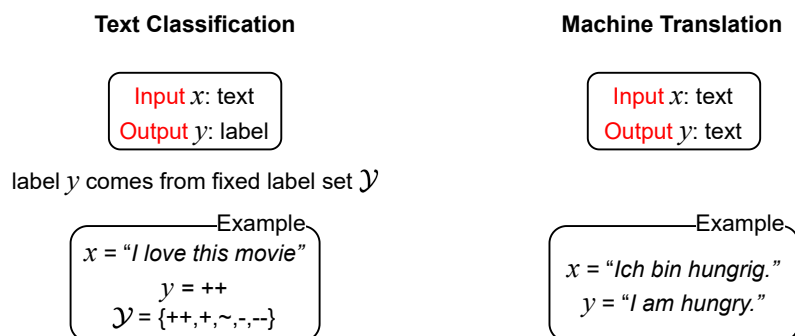 Text Classification
Input x: text
Output y: label
label y comes from fixed label set 𝒴
Example
x = “I love this movie”
y = ++
𝒴 = {++,+,~,-,--}
Machine Translation
Input x: text
Output y: text
Example
x = “Ich bin hungrig.”
y = “I am hungry.”